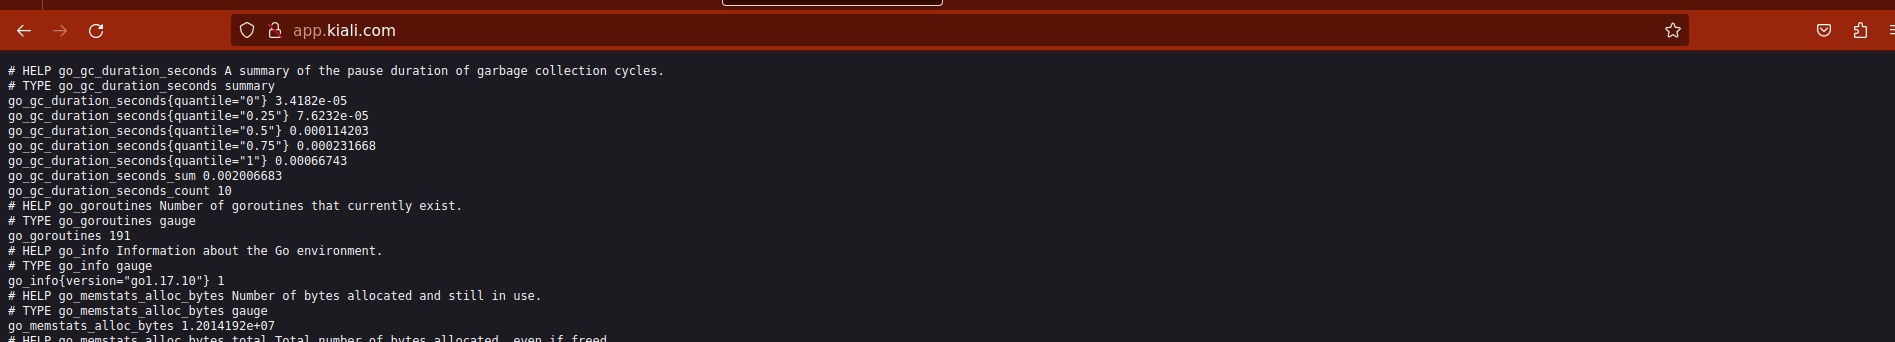 app.kiali.com
# HELP go_gc_duration_seconds A summary of the pause duration of garbage collection cycles.
# TYPE go_gc_duration_seconds summary
go_gc_duration_seconds{quantile="0"} 3.4182e-05
go_gc_duration_seconds{quantile="0.25"} 7.6232e-05
go_gc_duration_seconds{quantile="0.5"} 0.000114203
go_gc_duration_seconds{quantile="0.75"} 0.000231668
go_gc_duration_seconds{quantile="1"} 0.00066743
go_gc_duration_seconds_sum 0.002006683
go_gc_duration_seconds_count 10
# HELP go_goroutines Number of goroutines that currently exist.
# TYPE go_goroutines gauge
go_goroutines 191
# HELP go_info Information about the Go environment.
# TYPE go_info gauge
go_info{version="go1.17.10"} 1
# HELP go_memstats_alloc_bytes Number of bytes allocated and still in use.
# TYPE go_memstats_alloc_bytes gauge
go_memstats_alloc_bytes 1.2014192e+07
# HELP go_memstats_alloc_bytes_total Total number of bytes allocated, even if freed.